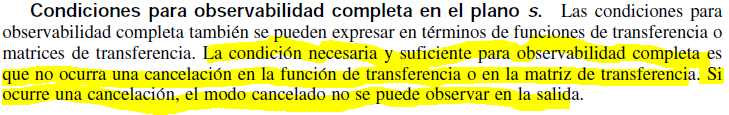 Condiciones para observabilidad completa en el plano s. Las condiciones para
observabilidad completa también se pueden expresar en términos de funciones de transferencia o
matrices de transferencia. La condición necesaria y suficiente para observabilidad completa es
que no ocurra una cancelación en la función de transferencia o en la matriz de transferencia. Si
ocurre una cancelación, el modo cancelado no se puede observar en la salida.